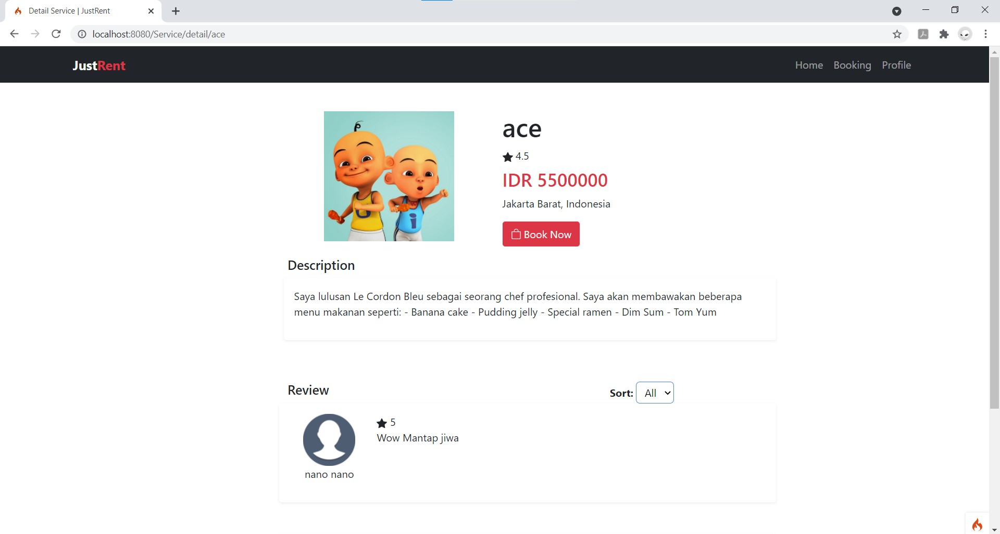 Detail Service | JustRent
localhost:8080/Service/detail/ace
JustRent
Home Booking Profile
ace
4.5
IDR 5500000
Jakarta Barat, Indonesia
Book Now
Description
Saya lulusan Le Cordon Bleu sebagai seorang chef profesional. Saya akan membawakan beberapa
menu makanan seperti: - Banana cake - Pudding jelly - Special ramen - Dim Sum - Tom Yum
Review
Sort: All
5
Wow Mantap jiwa
nano nano